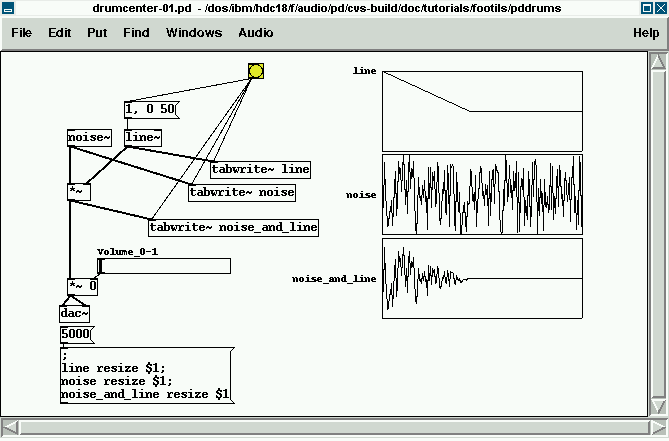 drumcenter-01.pd - /dos/ibm/hdc18/f/audio/pd/cvs-build/doc/tutorials/footils/pddrums
File Edit Put Find Windows Audio Help
1, 0 50
noise~ line~
tabwrite~ line
tabwrite~ noise
*~
tabwrite~ noise_and_line
Volume_0-1
*~ 0
dac~
5000
;
line resize $1;
noise resize $1;
noise_and_line resize $1
line
noise
noise_and_line